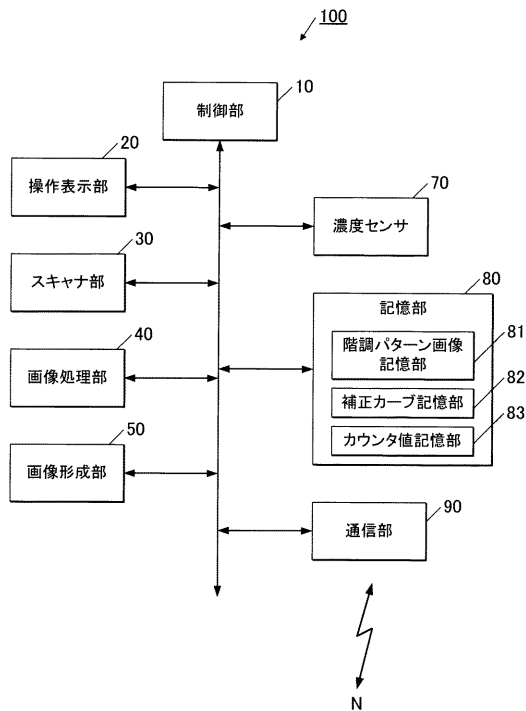 100
10
制御部
20
操作表示部
70
濃度センサ
30
スキャナ部
80
記憶部
81
階調パターン画像
記憶部
82
補正カーブ記憶部
83
カウンタ値記憶部
40
画像処理部
50
画像形成部
90
通信部
N